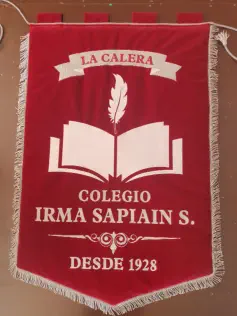 LA CALERA
COLEGIO
IRMA SAPIAIN S.
DESDE 1928